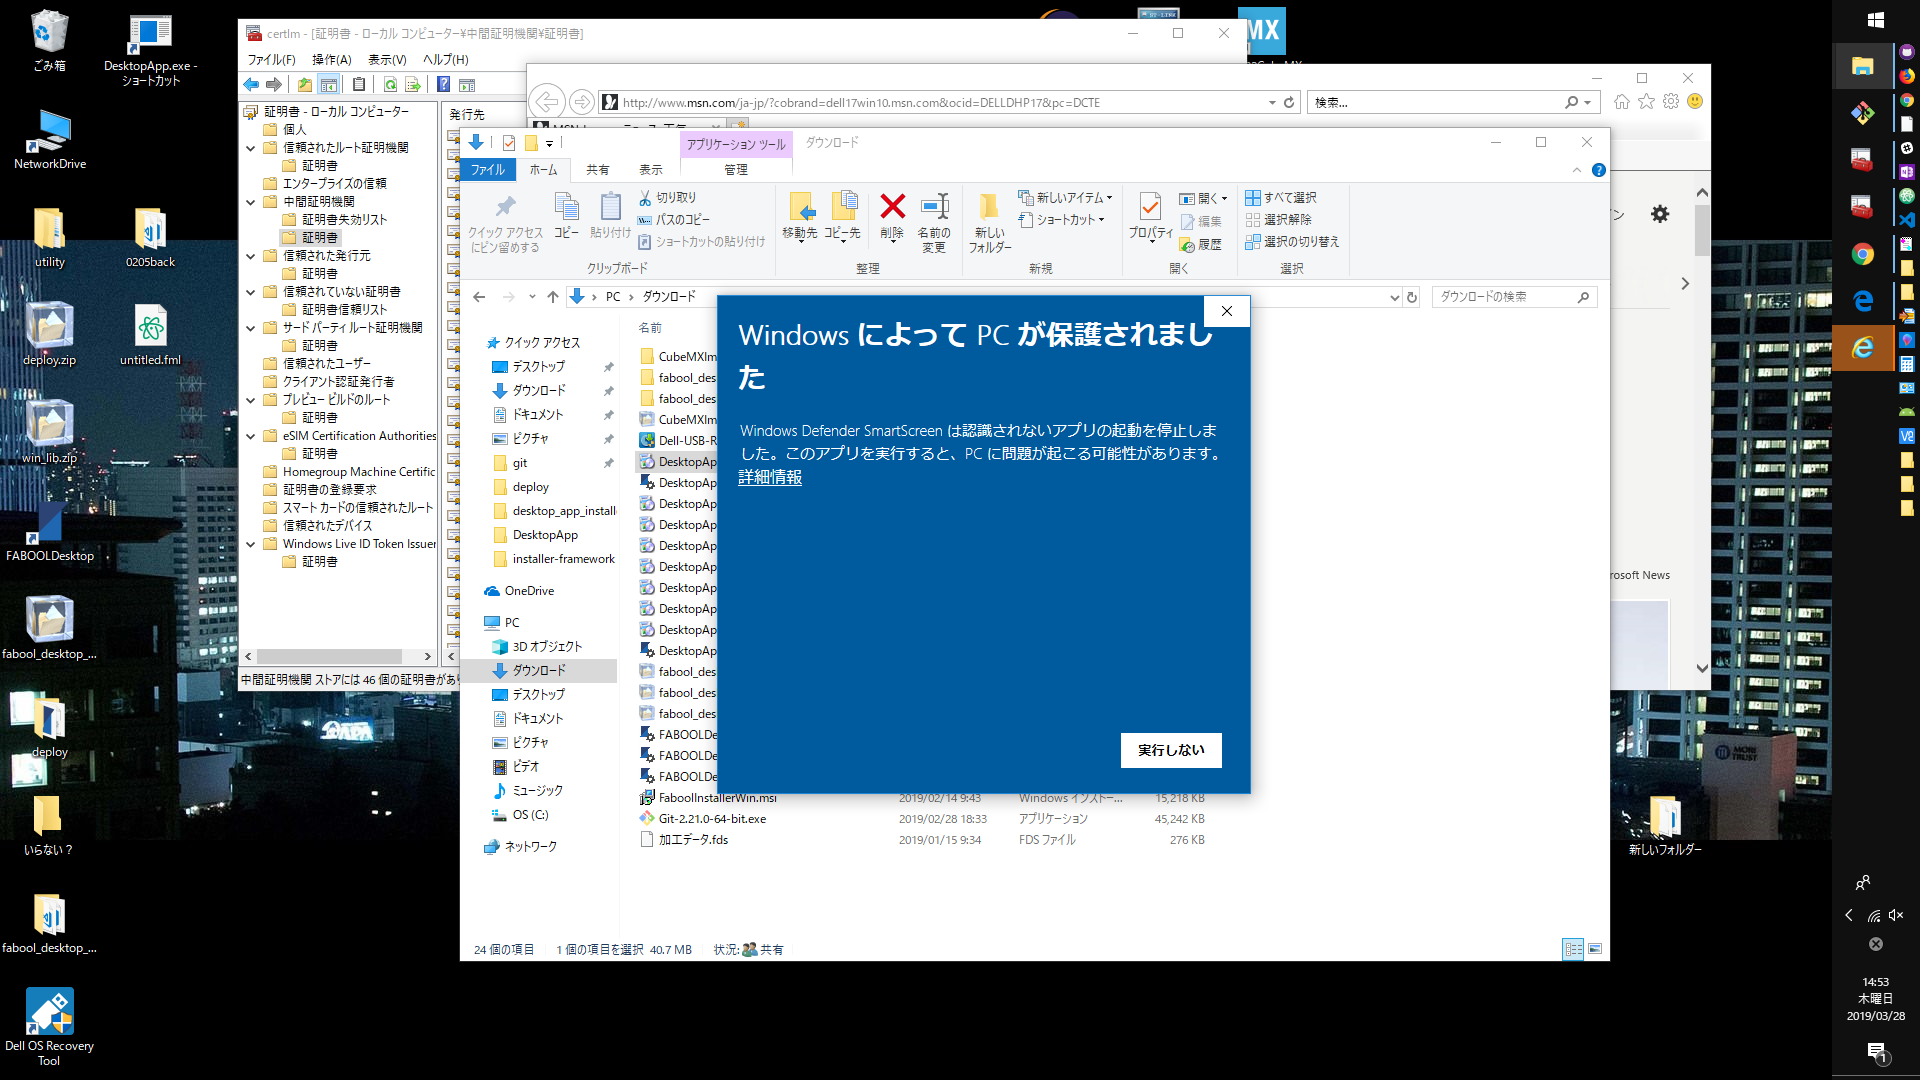 ごみ箱
DesktopApp.exe -
ショートカット
NetworkDrive
utility
0205back
deploy.zip
untitled.fml
win_lib.zip
FABOOLDesktop
fabool_desktop_...
deploy
いらない？
fabool_desktop_...
Dell OS Recovery
Tool
certlm - [証明書 - ローカル コンピューター¥中間証明機関¥証明書]
ファイル(F) 操作(A) 表示(V) ヘルプ(H)
証明書 - ローカル コンピューター
個人
信頼されたルート証明機関
証明書
エンタープライズの信頼
中間証明機関
証明書失効リスト
証明書
信頼された発行元
証明書
信頼されていない証明書
証明書信頼リスト
サード パーティ ルート証明機関
証明書
信頼されたユーザー
クライアント認証発行者
プレビュー ビルドのルート
証明書
eSIM Certification Authorities
証明書
Homegroup Machine Certific
証明書の登録要求
スマート カードの信頼されたルート
信頼されたデバイス
Windows Live ID Token Issuer
証明書
発行先
中間証明機関 ストアには 46 個の証明書があり
MX
http://www.msn.com/ja-jp/?cobrand=dell17win10.msn.com&ocid=DELLDHP17&pc=DCTE
検索...
アプリケーション ツール
ダウンロード
ファイル ホーム 共有 表示 管理
クイック アクセス
にピン留めする
コピー
貼り付け
切り取り
パスのコピー
ショートカットの貼り付け
クリップボード
移動先
コピー先
削除
名前の
変更
整理
新しい
フォルダー
新しいアイテム
ショートカット
新規
プロパティ
開く
編集
履歴
開く
すべて選択
選択解除
選択の切り替え
選択
PC
ダウンロード
ダウンロードの検索
クイック アクセス
デスクトップ
ダウンロード
ドキュメント
ピクチャ
git
deploy
desktop_app_install
DesktopApp
installer-framework
OneDrive
PC
3D オブジェクト
ダウンロード
デスクトップ
ドキュメント
ピクチャ
ビデオ
ミュージック
OS (C:)
ネットワーク
名前
CubeMXIm
fabool_des
fabool_des
CubeMXIm
Dell-USB-R
DesktopAp
DesktopAp
DesktopAp
DesktopAp
DesktopAp
DesktopAp
DesktopAp
DesktopAp
DesktopAp
DesktopAp
fabool_des
fabool_des
fabool_des
FABOOLDe
FABOOLDe
FABOOLDe
FaboolInstallerWin.msi 2019/02/14 9:43 Windows インストー... 15,218 KB
Git-2.21.0-64-bit.exe 2019/02/28 18:33 アプリケーション 45,242 KB
加工データ.fds 2019/01/15 9:34 FDS ファイル 276 KB
24 個の項目 1 個の項目を選択 40.7 MB 状況: 共有
Windows によって PC が保護されまし
た
Windows Defender SmartScreen は認識されないアプリの起動を停止しま
した。このアプリを実行すると、PC に問題が起こる可能性があります。
詳細情報
実行しない
rosoft News
MORI
TRUST
新しいフォルダー
14:53
木曜日
2019/03/28
1